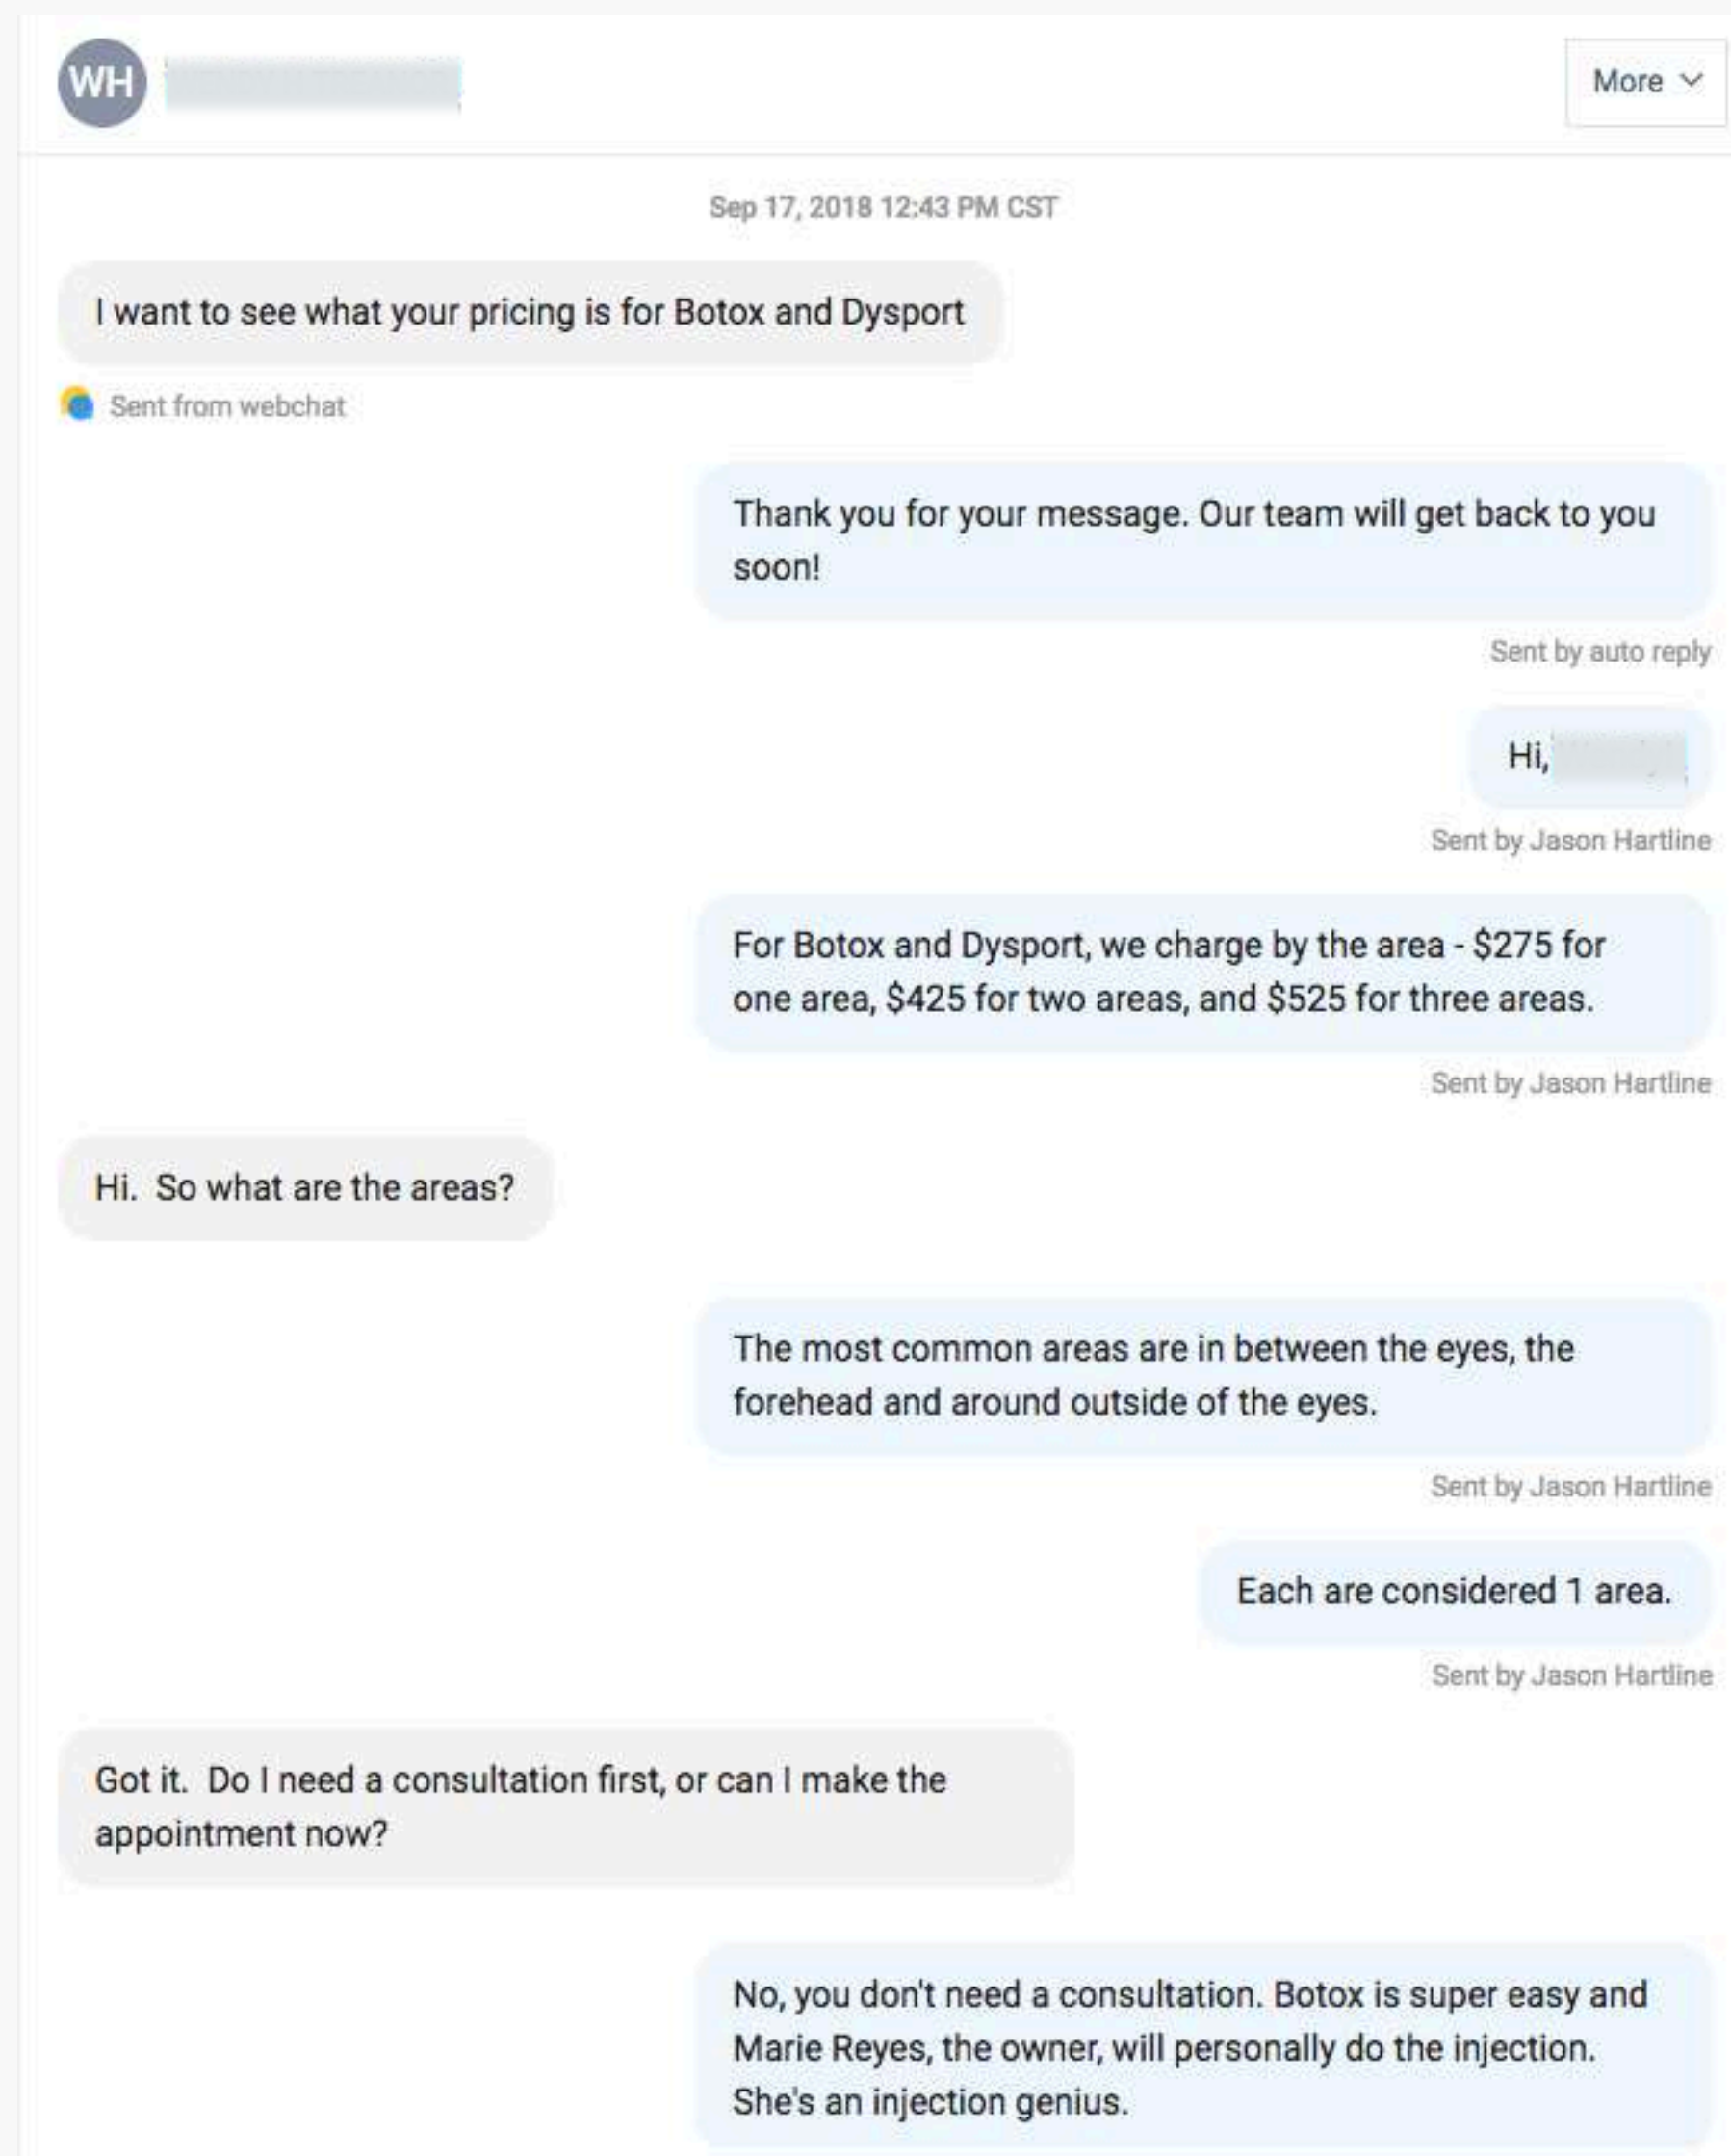 WH
More
Sep 17, 2018 12:43 PM CST
I want to see what your pricing is for Botox and Dysport
Sent from webchat
Thank you for your message. Our team will get back to you
soon!
Sent by auto reply
Hi,
Sent by Jason Hartline
For Botox and Dysport, we charge by the area - $275 for
one area, $425 for two areas, and $525 for three areas.
Sent by Jason Hartline
Hi.  So what are the areas?
The most common areas are in between the eyes, the
forehead and around outside of the eyes.
Sent by Jason Hartline
Each are considered 1 area.
Sent by Jason Hartline
Got it.  Do I need a consultation first, or can I make the
appointment now?
No, you don't need a consultation. Botox is super easy and
Marie Reyes, the owner, will personally do the injection.
She's an injection genius.